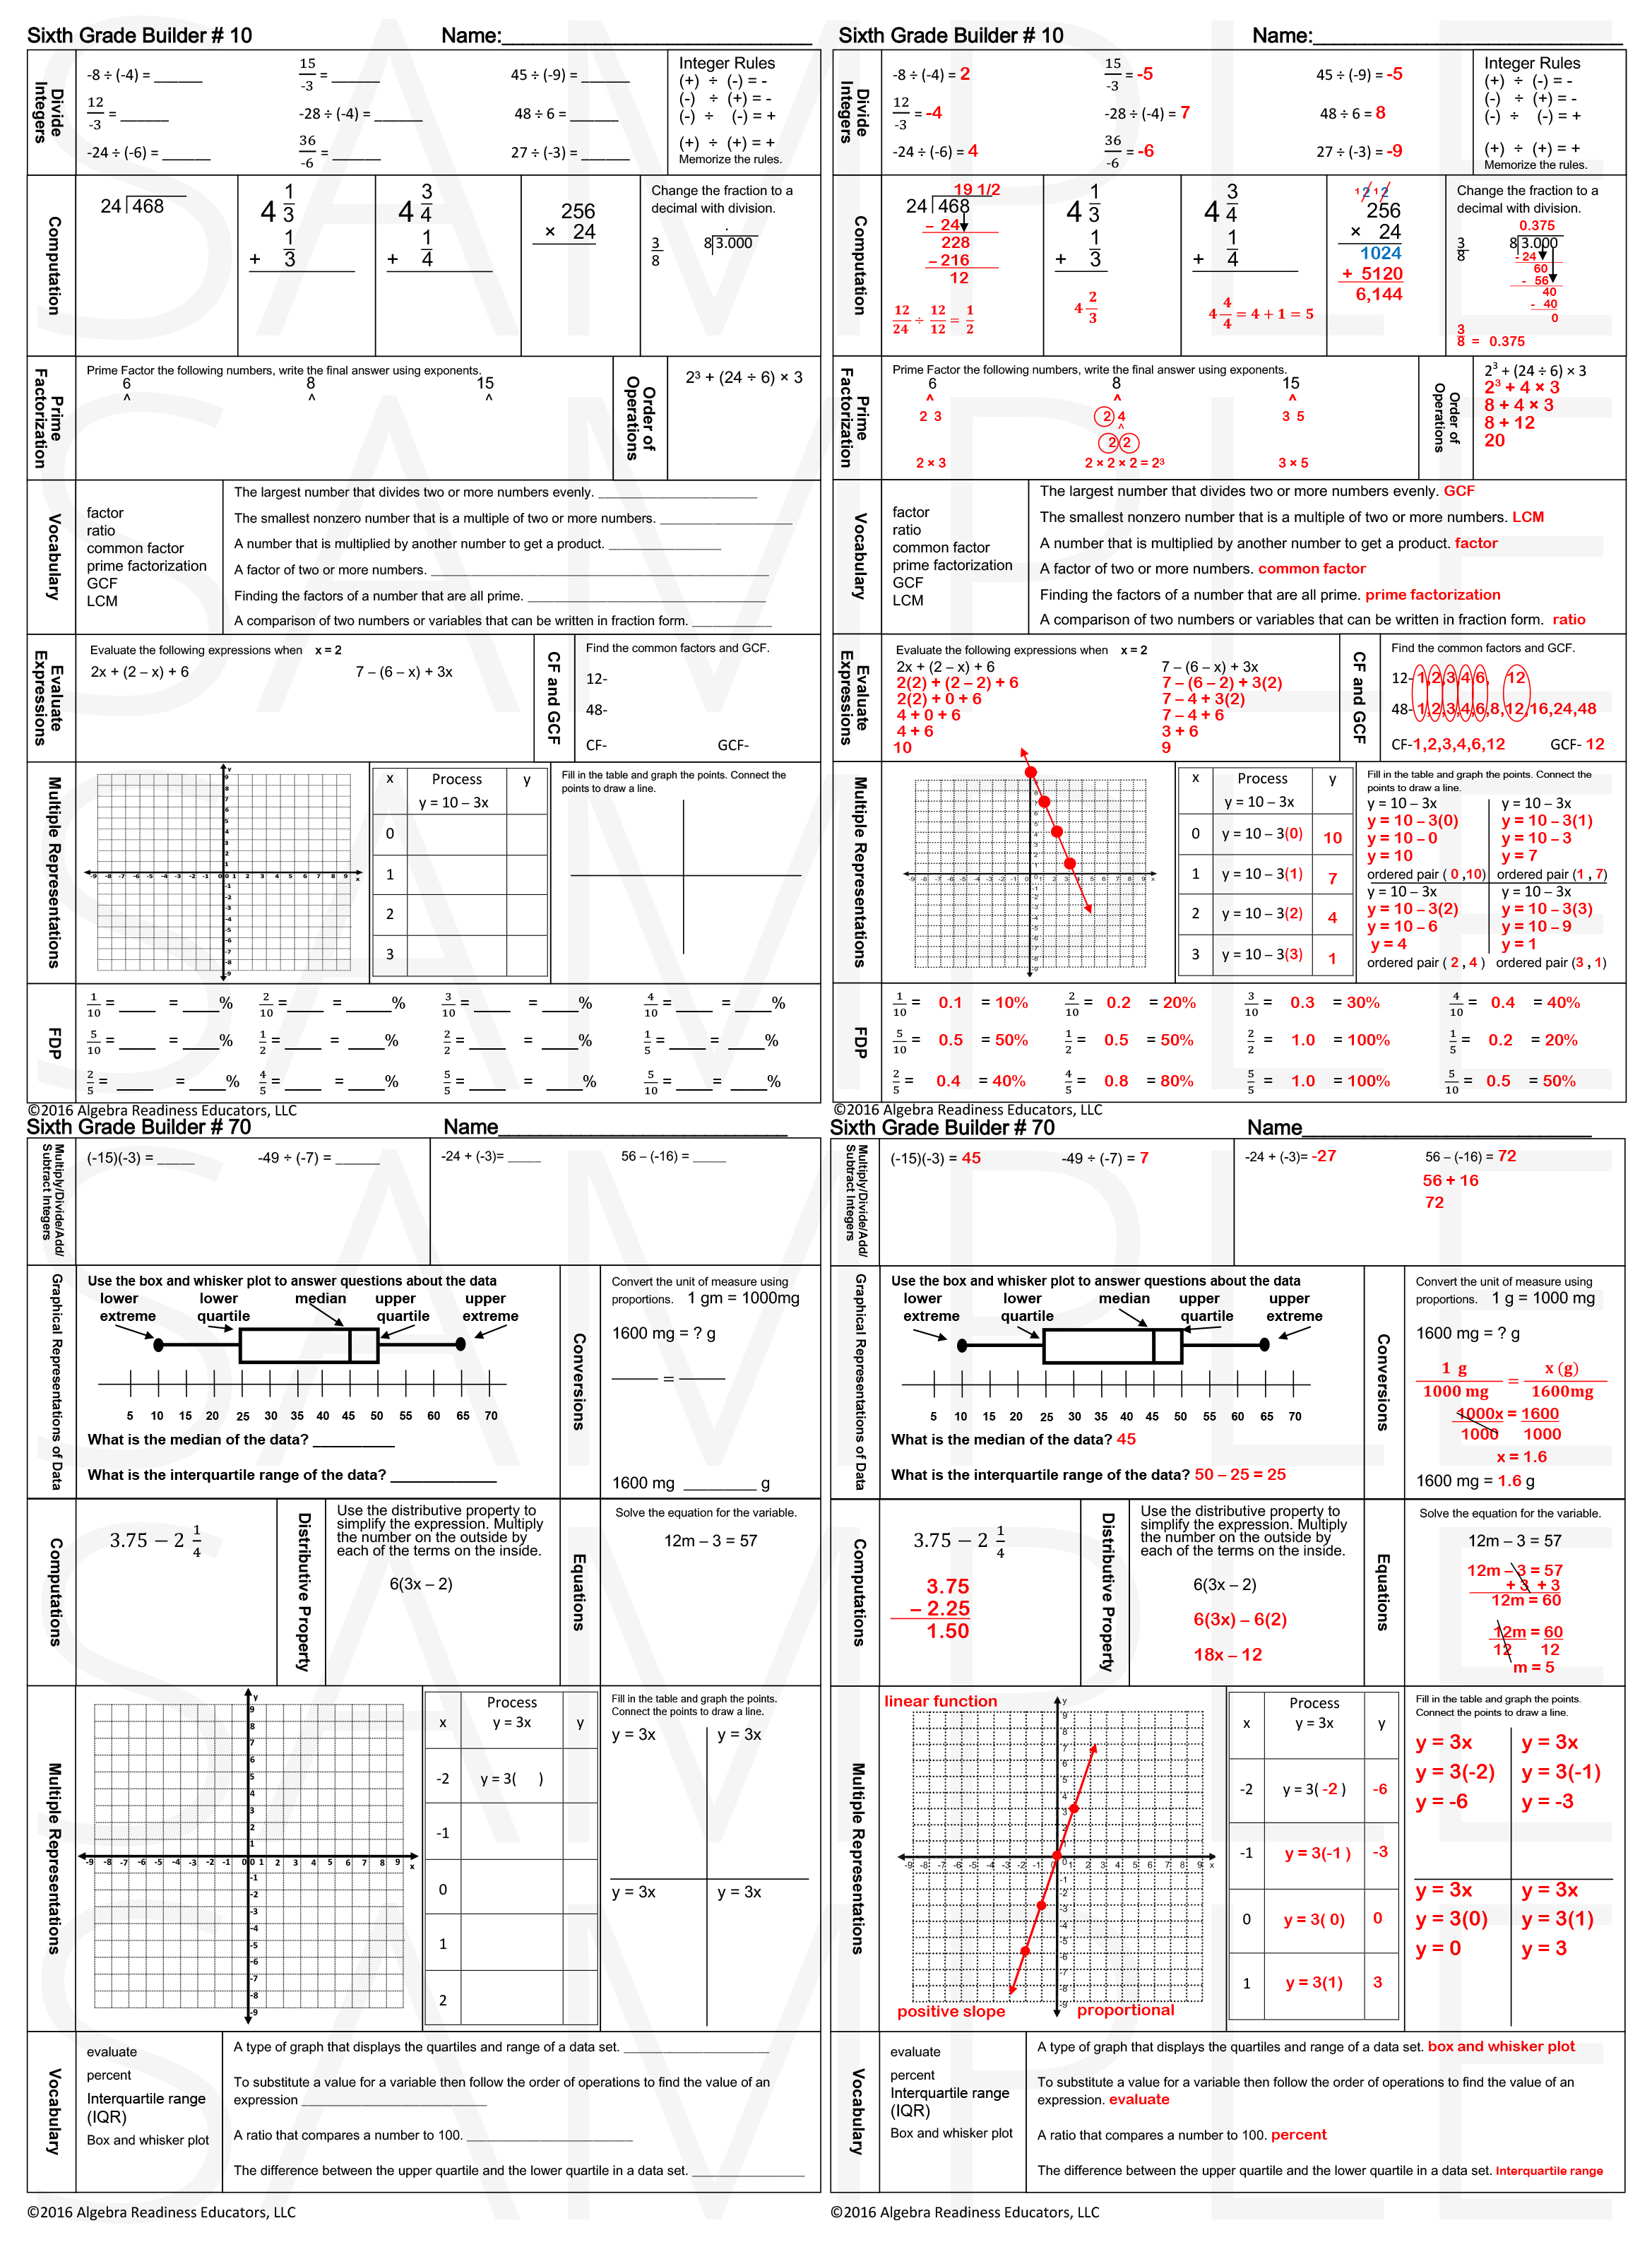 SAMPLE
Sixth Grade Builder # 10 Name:____________________
Divide Integers
-8 ÷ (-4) = ______ 15/-3 = ______ 45 ÷ (-9) = ______
12/-3 = ______ -28 ÷ (-4) = ______ 48 ÷ 6 = ______
-24 ÷ (-6) = ______ 36/-6 = ______ 27 ÷ (-3) = ______
Integer Rules
(+) ÷ (-) = -
(-) ÷ (+) = -
(-) ÷ (-) = +
(+) ÷ (+) = +
Memorize the rules.
Computation
24 468
4 1/3 + 1/3
4 3/4 + 1/4
256 × 24
Change the fraction to a
decimal with division.
3/8 8 3.000
Prime Factorization
Prime Factor the following numbers, write the final answer using exponents.
6 8 15
^ ^ ^
Order of Operations
2³ + (24 ÷ 6) × 3
Vocabulary
factor
ratio
common factor
prime factorization
GCF
LCM
The largest number that divides two or more numbers evenly. ____________________
The smallest nonzero number that is a multiple of two or more numbers. ____________________
A number that is multiplied by another number to get a product. ____________________
A factor of two or more numbers. ____________________
Finding the factors of a number that are all prime. ____________________
A comparison of two numbers or variables that can be written in fraction form. ____________________
Evaluate Expressions
Evaluate the following expressions when x = 2
2x + (2 – x) + 6 7 – (6 – x) + 3x
CF and GCF
Find the common factors and GCF.
12-
48-
CF- GCF-
Multiple Representations
y
9
8
7
6
5
4
3
2
1
-9 -8 -7 -6 -5 -4 -3 -2 -1 0 0 1 2 3 4 5 6 7 8 9 x
-1
-2
-3
-4
-5
-6
-7
-8
-9
x Process y
y = 10 – 3x
0
1
2
3
Fill in the table and graph the points. Connect the
points to draw a line.
FDP
1/10 = ____ = ____% 2/10 = ____ = ____% 3/10 = ____ = ____% 4/10 = ____ = ____%
5/10 = ____ = ____% 1/2 = ____ = ____% 2/2 = ____ = ____% 1/5 = ____ = ____%
2/5 = ____ = ____% 4/5 = ____ = ____% 5/5 = ____ = ____% 5/10 = ____ = ____%
©2016 Algebra Readiness Educators, LLC
Sixth Grade Builder # 10 Name:____________________
Divide Integers
-8 ÷ (-4) = 2 15/-3 = -5 45 ÷ (-9) = -5
12/-3 = -4 -28 ÷ (-4) = 7 48 ÷ 6 = 8
-24 ÷ (-6) = 4 36/-6 = -6 27 ÷ (-3) = -9
Integer Rules
(+) ÷ (-) = -
(-) ÷ (+) = -
(-) ÷ (-) = +
(+) ÷ (+) = +
Memorize the rules.
Computation
19 1/2
24 468
- 24
228
- 216
12
12/24 ÷ 12/12 = 1/2
4 1/3 + 1/3
4 2/3
4 3/4 + 1/4
4 4/4 = 4 + 1 = 5
1 2 1 2
256
× 24
1024
+ 5120
6,144
Change the fraction to a
decimal with division.
0.375
3/8 8 3.000
- 24
60
- 56
40
- 40
0
3/8 = 0.375
Prime Factorization
Prime Factor the following numbers, write the final answer using exponents.
6 8 15
^ ^ ^
2 3 2 4 3 5
^
2 2
2 × 3 2 × 2 × 2 = 2³ 3 × 5
Order of Operations
2³ + (24 ÷ 6) × 3
2³ + 4 × 3
8 + 4 × 3
8 + 12
20
Vocabulary
factor
ratio
common factor
prime factorization
GCF
LCM
The largest number that divides two or more numbers evenly. GCF
The smallest nonzero number that is a multiple of two or more numbers. LCM
A number that is multiplied by another number to get a product. factor
A factor of two or more numbers. common factor
Finding the factors of a number that are all prime. prime factorization
A comparison of two numbers or variables that can be written in fraction form. ratio
Evaluate Expressions
Evaluate the following expressions when x = 2
2x + (2 – x) + 6 7 – (6 – x) + 3x
2(2) + (2 – 2) + 6 7 – (6 – 2) + 3(2)
2(2) + 0 + 6 7 – 4 + 3(2)
4 + 0 + 6 7 – 4 + 6
4 + 6 3 + 6
10 9
CF and GCF
Find the common factors and GCF.
12-1,2,3,4,6, 12
48-1,2,3,4,6,8,12,16,24,48
CF-1,2,3,4,6,12 GCF- 12
Multiple Representations
x Process y
y = 10 – 3x
0 y = 10 – 3(0) 10
1 y = 10 – 3(1) 7
2 y = 10 – 3(2) 4
3 y = 10 – 3(3) 1
Fill in the table and graph the points. Connect the
points to draw a line.
y = 10 – 3x y = 10 – 3x
y = 10 – 3(0) y = 10 – 3(1)
y = 10 – 0 y = 10 – 3
y = 10 y = 7
ordered pair ( 0 ,10) ordered pair (1 , 7)
y = 10 – 3x y = 10 – 3x
y = 10 – 3(2) y = 10 – 3(3)
y = 10 – 6 y = 10 – 9
y = 4 y = 1
ordered pair ( 2 , 4 ) ordered pair (3 , 1)
FDP
1/10 = 0.1 = 10% 2/10 = 0.2 = 20% 3/10 = 0.3 = 30% 4/10 = 0.4 = 40%
5/10 = 0.5 = 50% 1/2 = 0.5 = 50% 2/2 = 1.0 = 100% 1/5 = 0.2 = 20%
2/5 = 0.4 = 40% 4/5 = 0.8 = 80% 5/5 = 1.0 = 100% 5/10 = 0.5 = 50%
©2016 Algebra Readiness Educators, LLC
Sixth Grade Builder # 70 Name____________________
Multiply/Divide/Add/ Subtract Integers
(-15)(-3) = _____ -49 ÷ (-7) = ______ -24 + (-3)= _____ 56 – (-16) = _____
Graphical Representations of Data
Use the box and whisker plot to answer questions about the data
lower extreme lower quartile median upper quartile upper extreme
5 10 15 20 25 30 35 40 45 50 55 60 65 70
What is the median of the data? __________
What is the interquartile range of the data? _____________
Conversions
Convert the unit of measure using
proportions. 1 gm = 1000mg
1600 mg = ? g
____ = ____
1600 mg _________ g
Computations
3.75 − 2 1/4
Distributive Property
Use the distributive property to
simplify the expression. Multiply
the number on the outside by
each of the terms on the inside.
6(3x – 2)
Equations
Solve the equation for the variable.
12m – 3 = 57
Multiple Representations
y
9
8
7
6
5
4
3
2
1
-9 -8 -7 -6 -5 -4 -3 -2 -1 0 0 1 2 3 4 5 6 7 8 9 x
-1
-2
-3
-4
-5
-6
-7
-8
-9
Process
x y = 3x y
-2 y = 3( )
-1
0
1
2
Fill in the table and graph the points.
Connect the points to draw a line.
y = 3x y = 3x
y = 3x y = 3x
Vocabulary
evaluate
percent
Interquartile range
(IQR)
Box and whisker plot
A type of graph that displays the quartiles and range of a data set. ____________________
To substitute a value for a variable then follow the order of operations to find the value of an
expression ____________________
A ratio that compares a number to 100. ____________________
The difference between the upper quartile and the lower quartile in a data set. ____________________
©2016 Algebra Readiness Educators, LLC
Sixth Grade Builder # 70 Name____________________
Multiply/Divide/Add/ Subtract Integers
(-15)(-3) = 45 -49 ÷ (-7) = 7 -24 + (-3)= -27 56 – (-16) = 72
56 + 16
72
Graphical Representations of Data
Use the box and whisker plot to answer questions about the data
lower extreme lower quartile median upper quartile upper extreme
5 10 15 20 25 30 35 40 45 50 55 60 65 70
What is the median of the data? 45
What is the interquartile range of the data? 50 – 25 = 25
Conversions
Convert the unit of measure using
proportions. 1 g = 1000 mg
1600 mg = ? g
1 g/1000 mg = x (g)/1600mg
1000x = 1600
1000 1000
x = 1.6
1600 mg = 1.6 g
Computations
3.75 − 2 1/4
3.75
– 2.25
1.50
Distributive Property
Use the distributive property to
simplify the expression. Multiply
the number on the outside by
each of the terms on the inside.
6(3x – 2)
6(3x) – 6(2)
18x – 12
Equations
Solve the equation for the variable.
12m – 3 = 57
12m – 3 = 57
+ 3 + 3
12m = 60
12m = 60
12 12
m = 5
Multiple Representations
linear function
positive slope proportional
Process
x y = 3x y
-2 y = 3( -2 ) -6
-1 y = 3(-1 ) -3
0 y = 3( 0) 0
1 y = 3(1) 3
Fill in the table and graph the points.
Connect the points to draw a line.
y = 3x y = 3x
y = 3(-2) y = 3(-1)
y = -6 y = -3
y = 3x y = 3x
y = 3(0) y = 3(1)
y = 0 y = 3
Vocabulary
evaluate
percent
Interquartile range
(IQR)
Box and whisker plot
A type of graph that displays the quartiles and range of a data set. box and whisker plot
To substitute a value for a variable then follow the order of operations to find the value of an
expression. evaluate
A ratio that compares a number to 100. percent
The difference between the upper quartile and the lower quartile in a data set. Interquartile range
©2016 Algebra Readiness Educators, LLC